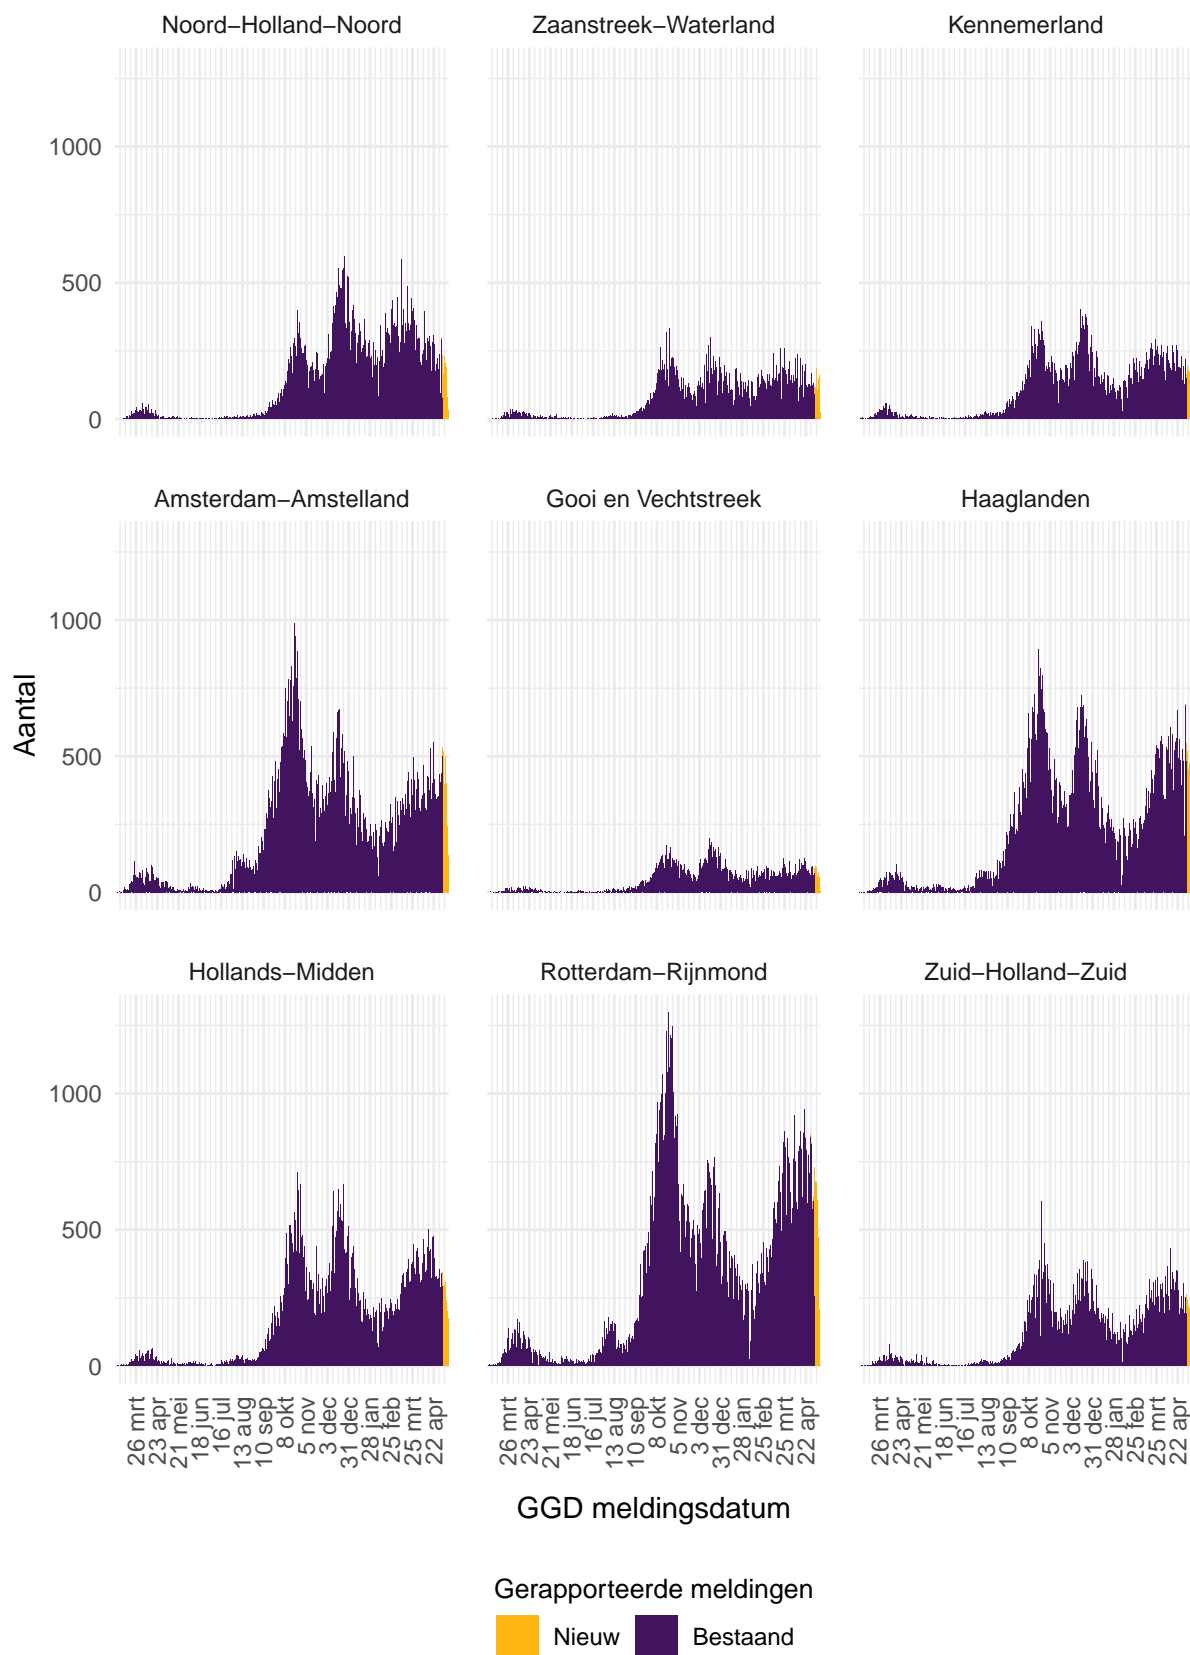 Noord−Holland−Noord Zaanstreek−Waterland Kennemerland
1000
500
0
Amsterdam−Amstelland Gooi en Vechtstreek Haaglanden
1000
500
0
Aantal
Hollands−Midden Rotterdam−Rijnmond Zuid−Holland−Zuid
1000
500
0
26 mrt 23 apr 21 mei 18 jun 16 jul 13 aug 10 sep 8 okt 5 nov 3 dec 31 dec 28 jan 25 feb 25 mrt 22 apr
26 mrt 23 apr 21 mei 18 jun 16 jul 13 aug 10 sep 8 okt 5 nov 3 dec 31 dec 28 jan 25 feb 25 mrt 22 apr
26 mrt 23 apr 21 mei 18 jun 16 jul 13 aug 10 sep 8 okt 5 nov 3 dec 31 dec 28 jan 25 feb 25 mrt 22 apr
GGD meldingsdatum
Gerapporteerde meldingen
Nieuw Bestaand